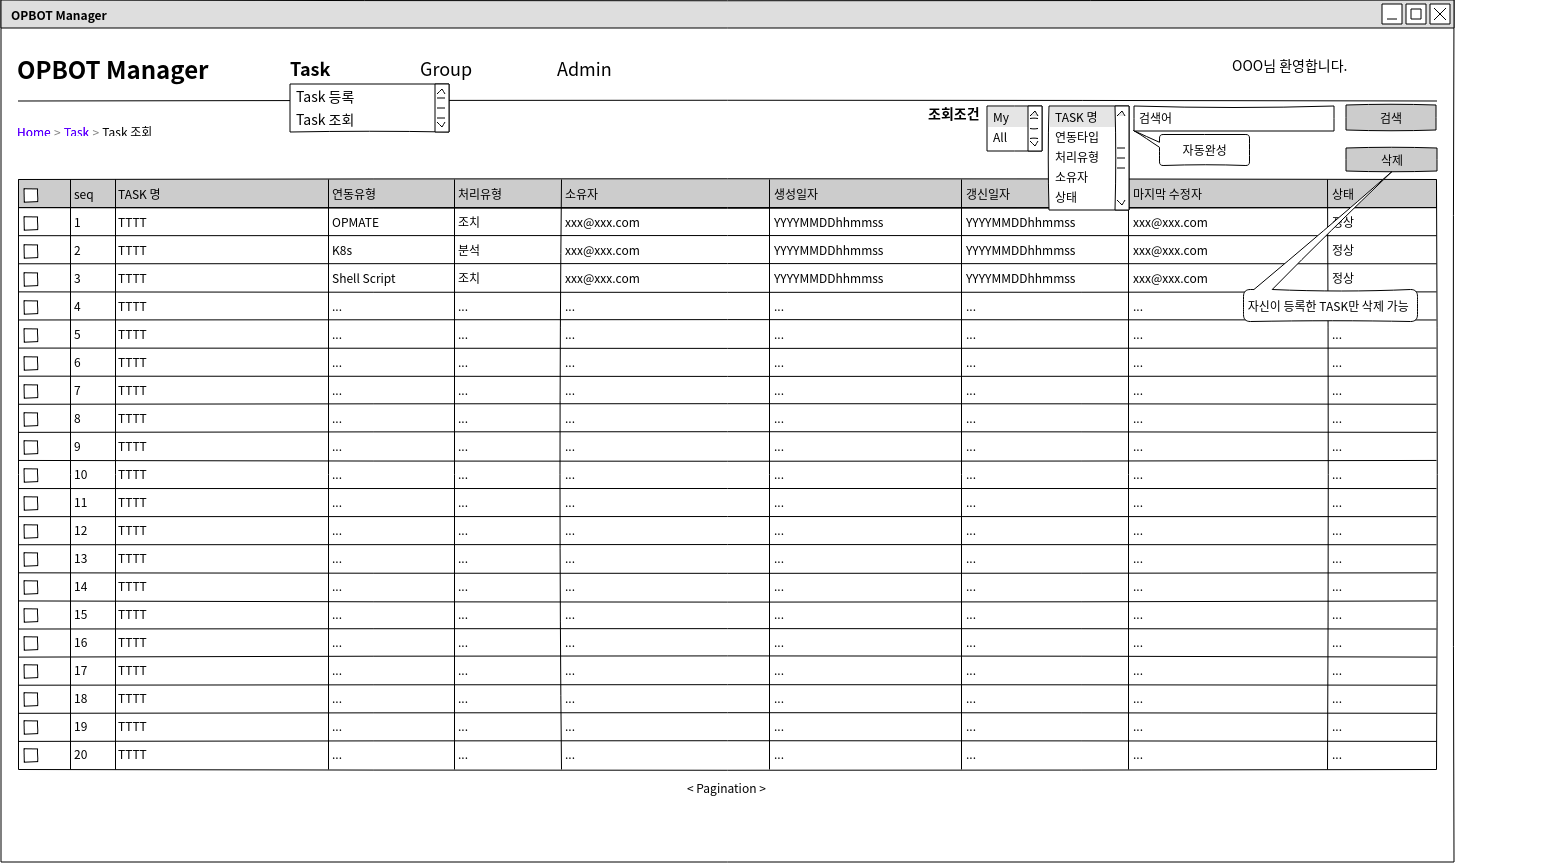 OPBOT Manager
OPBOT Manager
Task Group Admin
OOO님 환영합니다.
Task 등록
Task 조회
Home > Task > Task 조회
조회조건
My
All
TASK 명
연동타입
처리유형
소유자
상태
검색어
검색
자동완성
삭제
seq TASK 명 연동유형 처리유형 소유자 생성일자 갱신일자 마지막 수정자 상태
1 TTTT OPMATE 조치 xxx@xxx.com YYYYMMDDhhmmss YYYYMMDDhhmmss xxx@xxx.com 정상
2 TTTT K8s 분석 xxx@xxx.com YYYYMMDDhhmmss YYYYMMDDhhmmss xxx@xxx.com 정상
3 TTTT Shell Script 조치 xxx@xxx.com YYYYMMDDhhmmss YYYYMMDDhhmmss xxx@xxx.com 정상
4 TTTT ... ... ... ... ... ...
자신이 등록한 TASK만 삭제 가능
5 TTTT ... ... ... ... ... ... ...
6 TTTT ... ... ... ... ... ... ...
7 TTTT ... ... ... ... ... ... ...
8 TTTT ... ... ... ... ... ... ...
9 TTTT ... ... ... ... ... ... ...
10 TTTT ... ... ... ... ... ... ...
11 TTTT ... ... ... ... ... ... ...
12 TTTT ... ... ... ... ... ... ...
13 TTTT ... ... ... ... ... ... ...
14 TTTT ... ... ... ... ... ... ...
15 TTTT ... ... ... ... ... ... ...
16 TTTT ... ... ... ... ... ... ...
17 TTTT ... ... ... ... ... ... ...
18 TTTT ... ... ... ... ... ... ...
19 TTTT ... ... ... ... ... ... ...
20 TTTT ... ... ... ... ... ... ...
< Pagination >